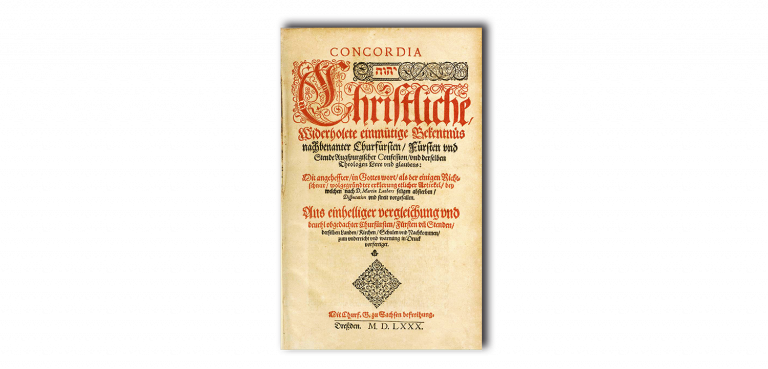 CONCORDIA
יהוה
Christliche,
Widerholete einmütige Bekentnüs
nachbenanter Churfürsten / Fürsten vnd
Stende Augspurgischer Confession / vnd derselben
Theologen Lere vnd glaubens:
Mit angeheffter / in Gottes wort / als der einigen Richt-
schnur / wolgegründter erklerung etlicher Artickel / bey
welchen nach D. Martin Luthers seligen absterben /
Disputation vnd streit vorgefallen.
Aus einhelliger vergleichung vnd
beuehl obgedachter Churfürsten / Fürsten vñ Stenden /
derselben Landen / Kirchen / Schulen vnd Nachkommen /
zum vnderricht vnd warnung in Druck
vorfertiget.
Mit Churf. G. zu Sachsen befreihung.
Dreßden. M. D. LXXX.